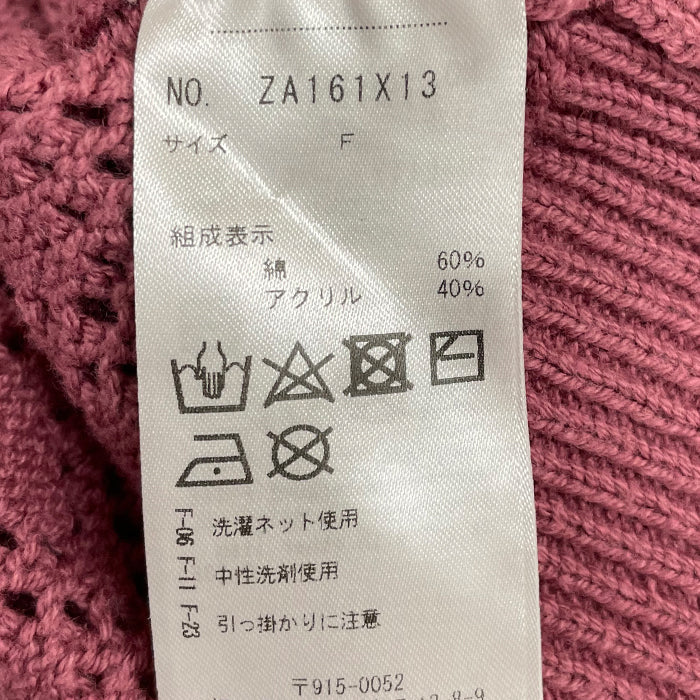 NO. ZA161X13
サイズ F
組成表示
綿 60%
アクリル 40%
F-06 F-11 F-23
洗濯ネット使用
中性洗剤使用
引っ掛かりに注意
〒915-0052